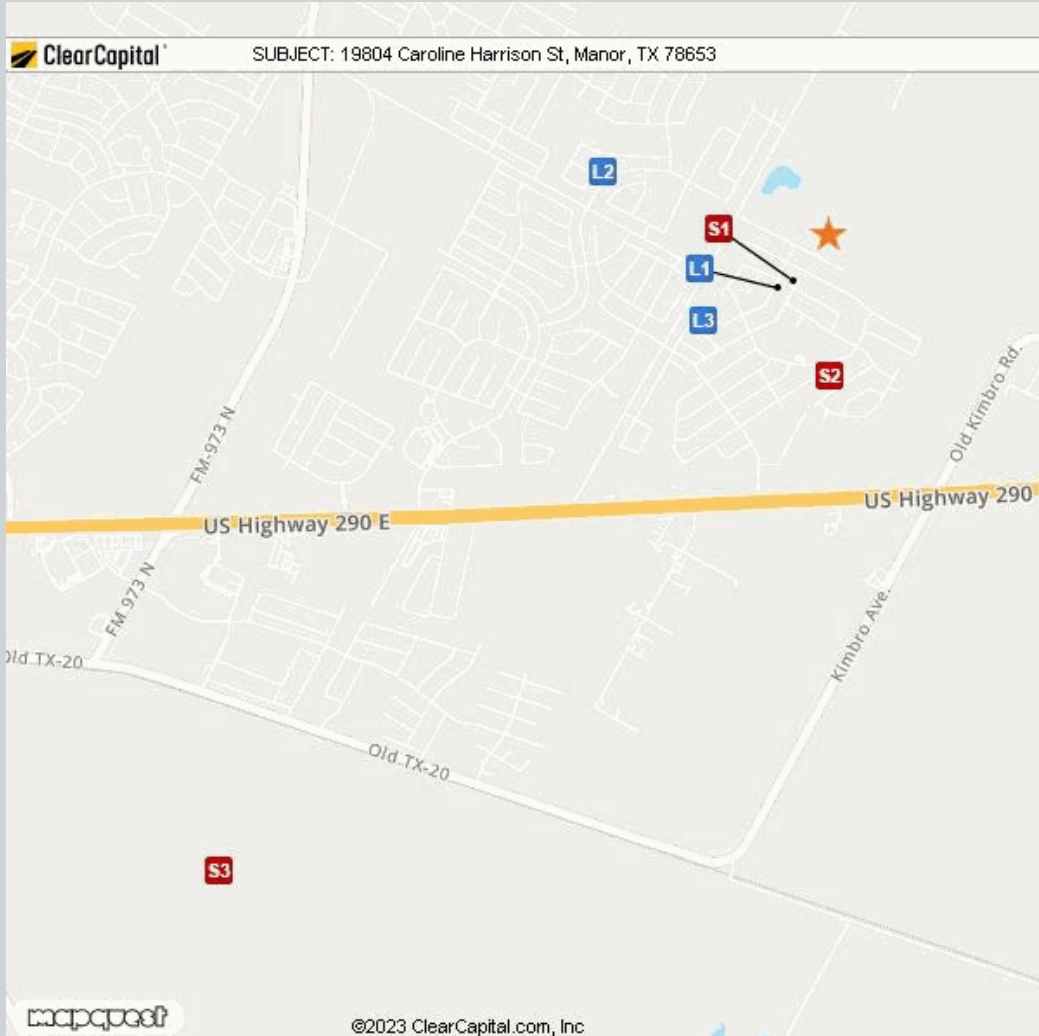 ClearCapital SUBJECT: 19804 Caroline Harrison St, Manor, TX 78653
L2
S1
L1
L3
S2
Old Kimbro Rd.
FM-973 N
US Highway 290
US Highway 290 E
FM-973 N
Kimbro Ave.
Old TX-20
Old TX-20
S3
mapquest
©2023 ClearCapital.com, Inc